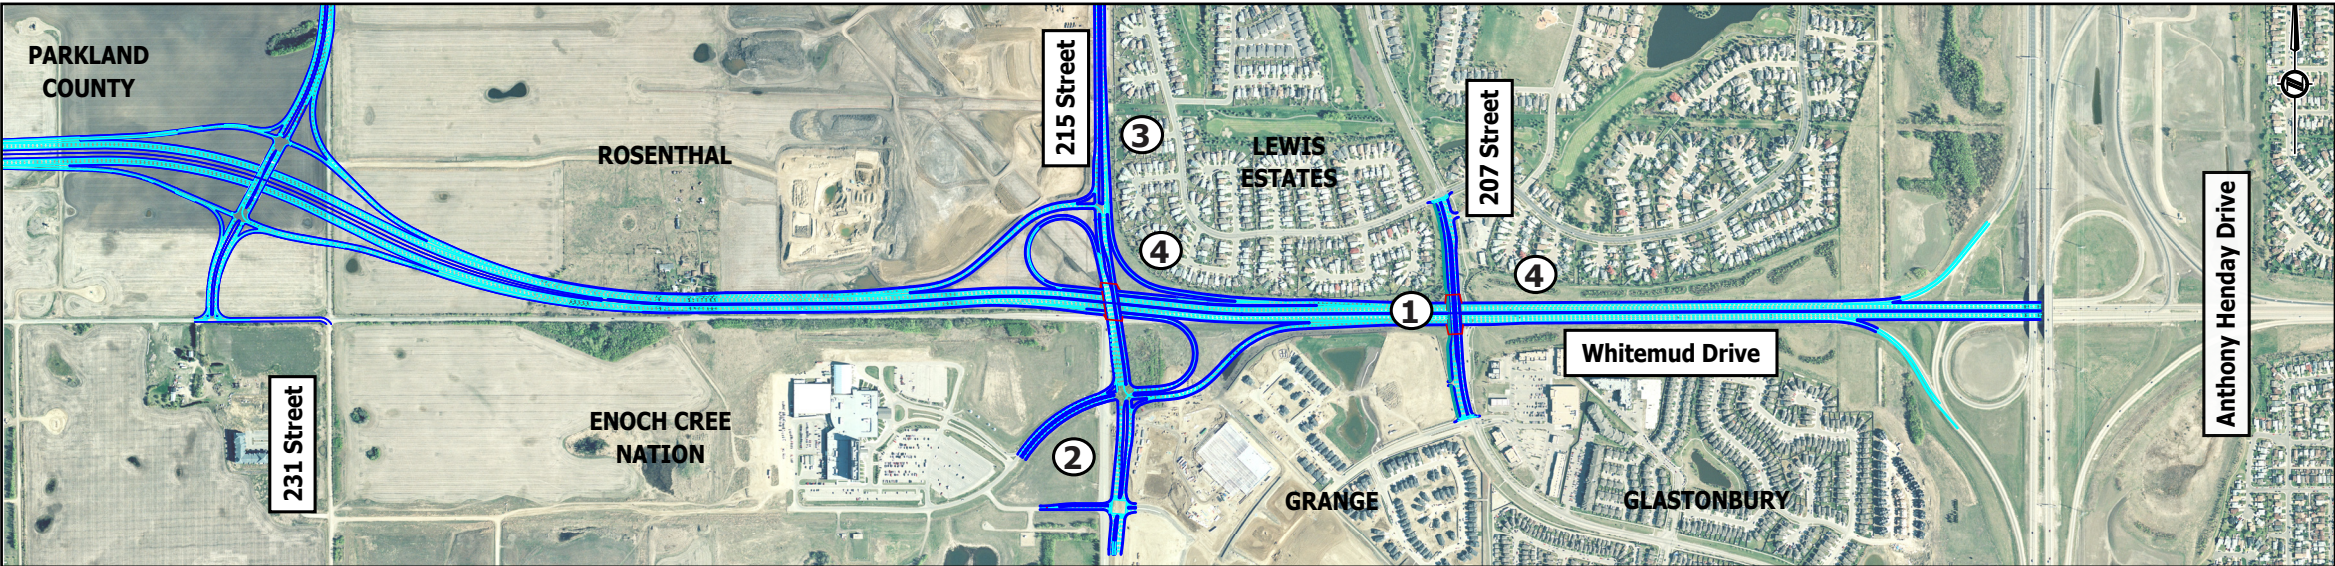 PARKLAND
COUNTY
ROSENTHAL
215 Street
3
LEWIS
ESTATES
207 Street
4
4
1
Whitemud Drive
Anthony Henday Drive
231 Street
ENOCH CREE
NATION
2
GRANGE
GLASTONBURY
N